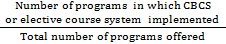 Number of programs in which CBCS
or elective course system implemented
Total number of programs offered